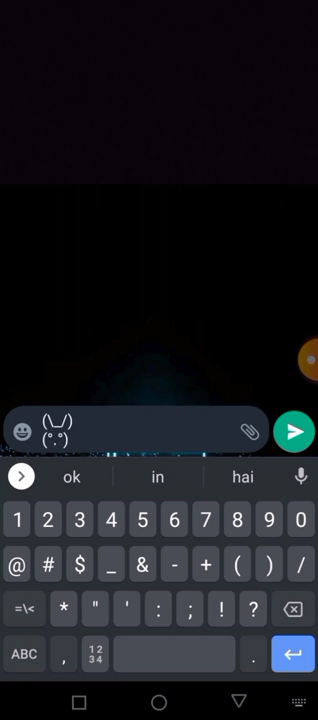 (\_/)
(°.°)
ok in hai
1 2 3 4 5 6 7 8 9 0
@ # $ _ & - + ( ) /
=\< * " ' : ; ! ?
ABC , 12 .
34